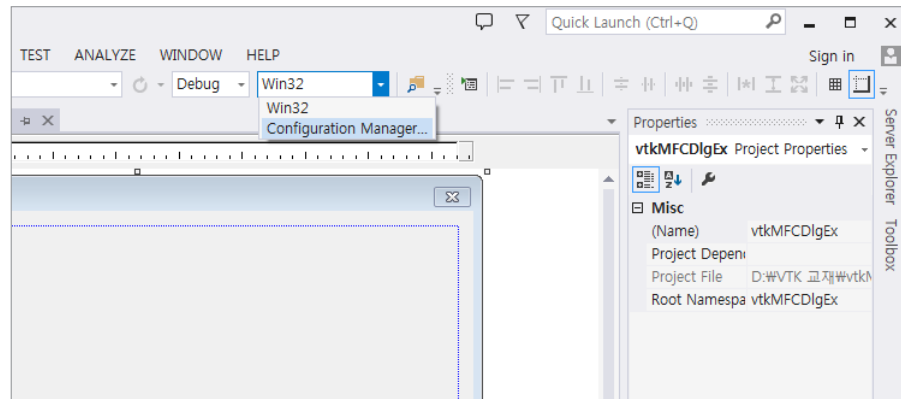 Quick Launch (Ctrl+Q)
TEST ANALYZE WINDOW HELP
Sign in
Debug
Win32
Win32
Configuration Manager...
Properties
vtkMFCDlgEx Project Properties
Misc
(Name) vtkMFCDlgEx
Project Depend
Project File D:₩VTK 교재₩vtkM
Root Namespa vtkMFCDlgEx
Server Explorer
Toolbox